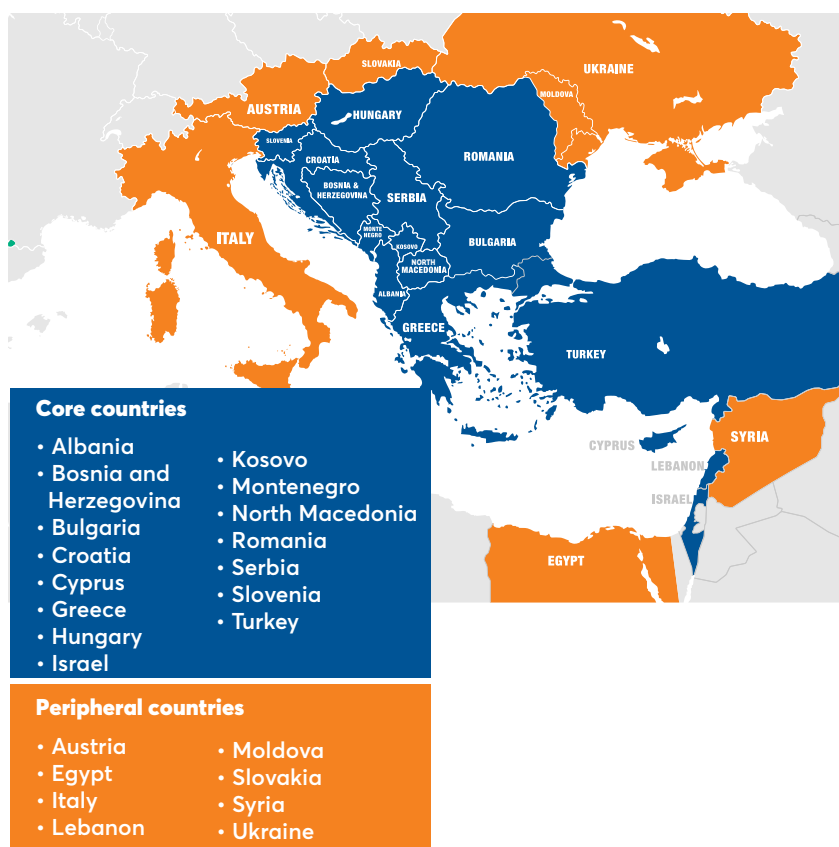 SLOVAKIA
UKRAINE
AUSTRIA
MOLDOVA
HUNGARY
SLOVENIA
CROATIA
ROMANIA
BOSNIA &
HERZEGOVINA
SERBIA
ITALY
MONTE
NEGRO
KOSOVO
BULGARIA
NORTH
MACEDONIA
ALBANIA
GREECE
TURKEY
SYRIA
CYPRUS
LEBANON
ISRAEL
EGYPT
Core countries
• Albania
• Bosnia and
Herzegovina
• Bulgaria
• Croatia
• Cyprus
• Greece
• Hungary
• Israel
• Kosovo
• Montenegro
• North Macedonia
• Romania
• Serbia
• Slovenia
• Turkey
Peripheral countries
• Austria
• Egypt
• Italy
• Lebanon
• Moldova
• Slovakia
• Syria
• Ukraine